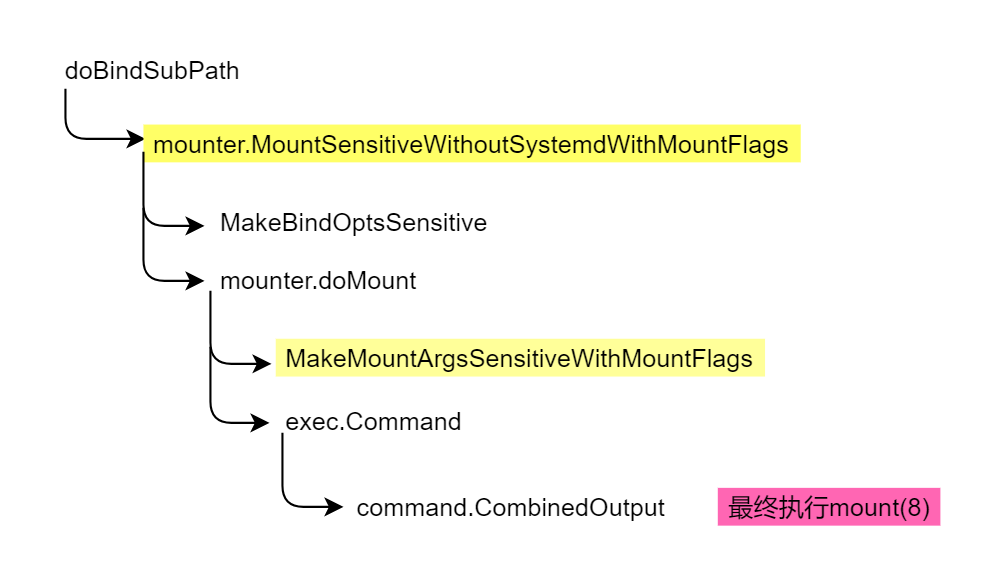 doBindSubPath
mounter.MountSensitiveWithoutSystemdWithMountFlags
MakeBindOptsSensitive
mounter.doMount
MakeMountArgsSensitiveWithMountFlags
exec.Command
command.CombinedOutput
最终执行mount(8)